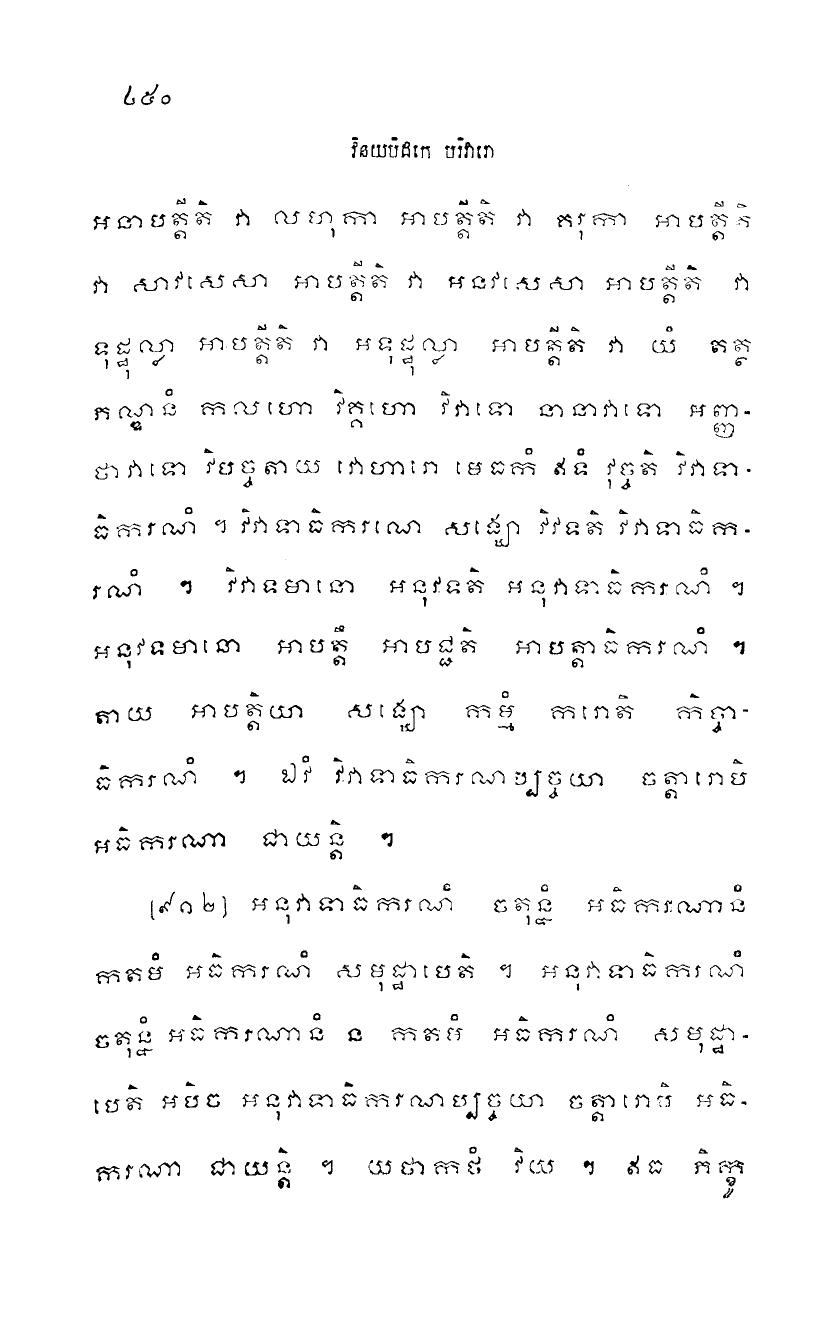 ៤៥០
វិនយបិដកេ បរិវារោ
អនាបត្តីតិ វា លហុកា អាបត្តីតិ វា គរុកា អាបត្តីតិ
វា សាវសេសា អាបត្តីតិ វា អនវសេសា អាបត្តីតិ វា
ទុដ្ឋុល្លា អាបត្តីតិ វា អទុដ្ឋុល្លា អាបត្តីតិ វា យំ តត្ថ
ភណ្ឌនំ កលហោ វិគ្គហោ វិវាទោ នានាវាទោ អញ្ញ-
ថាវាទោ វិបច្ចតាយ វោហារោ មេធកំ ឥទំ វុច្ចតិ វិវាទា-
ធិករណំ ។ វិវាទាធិករណេ សង្ឃោ វិវទតិ វិវាទាធិក-
រណំ ។ វិវាទមានោ អនុវទតិ អនុវាទាធិករណំ ។
អនុវទមានោ អាបត្តឹ អាបជ្ជតិ អាបត្តាធិករណំ ។
តាយ អាបត្តិយា សង្ឃោ កម្មំ ករោតិ កិច្ចា-
ធិករណំ ។ ឯវំ វិវាទាធិករណប្បច្ចយា ចត្តារោបិ
អធិករណា ជាយន្តិ ។
[៩១២] អនុវាទាធិករណំ ចតុន្នំ អធិករណានំ
កតមំ អធិករណំ សមុដ្ឋាបេតិ ។ អនុវាទាធិករណំ
ចតុន្នំ អធិករណានំ ន កតមំ អធិករណំ សមុដ្ឋា-
បេតិ អបិច អនុវាទាធិករណប្បច្ចយា ចត្តារោបិ អធិ-
ករណា ជាយន្តិ ។ យថាកថំ វិយ ។ ឥធ ភិក្ខូ